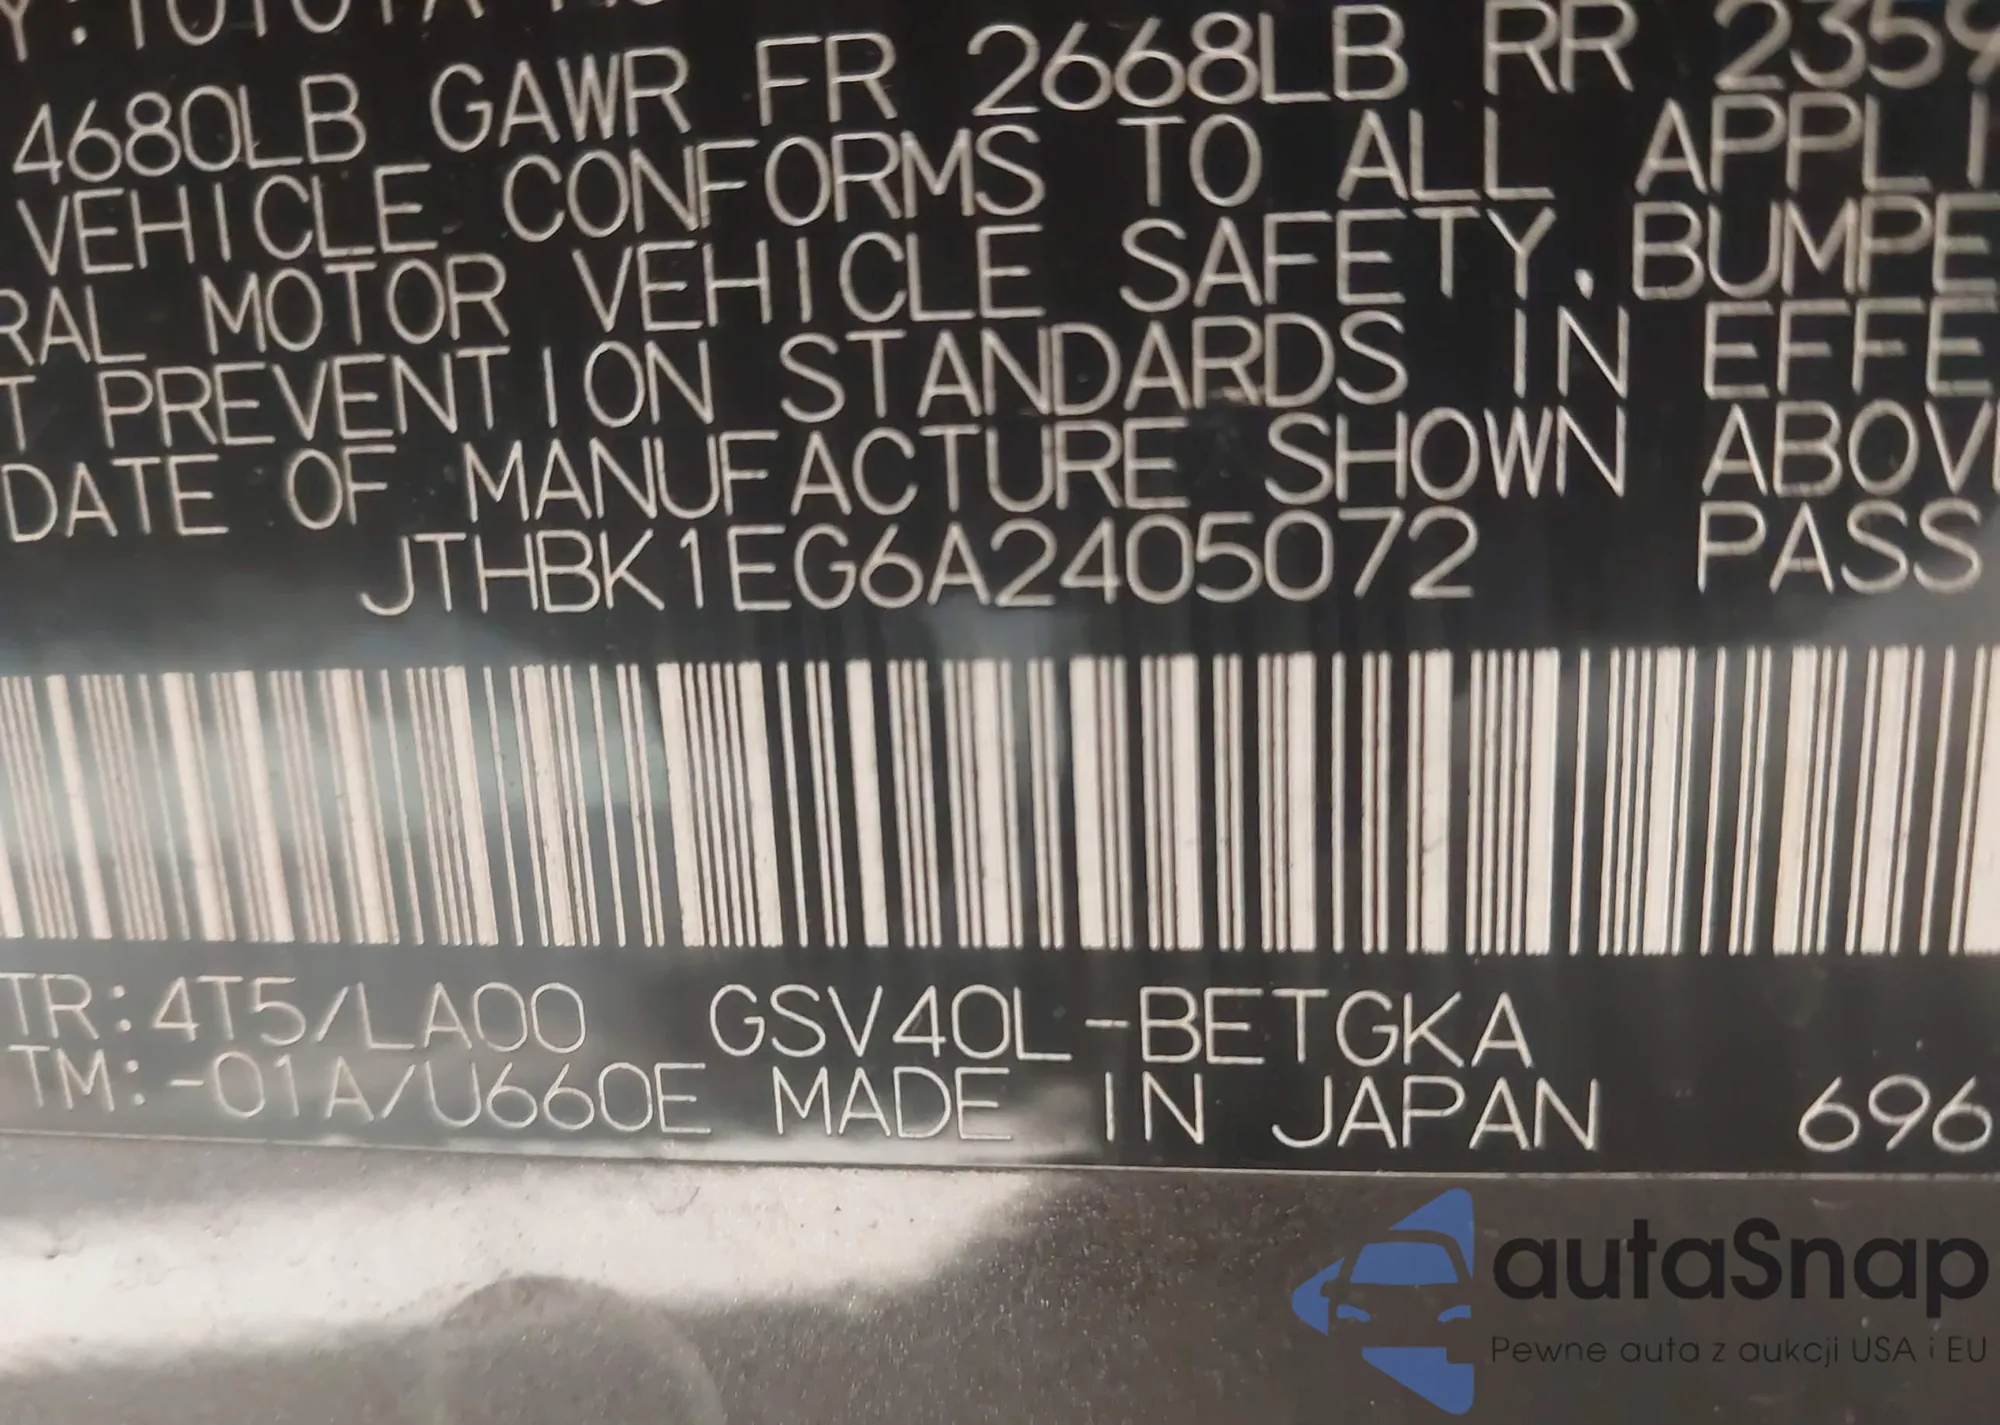 Y:TOYOTA
4680LB GAWR FR 2668LB RR 2359
VEHICLE CONFORMS TO ALL APPLI
RAL MOTOR VEHICLE SAFETY,BUMPE
T PREVENTION STANDARDS IN EFFE
DATE OF MANUFACTURE SHOWN ABOV
JTHBK1EG6A2405072 PASS
TR:4T5/LA00 GSV40L-BETGKA
TM:-01A/U660E MADE IN JAPAN 696
autaSnap
Pewne auta z aukcji USA i EU